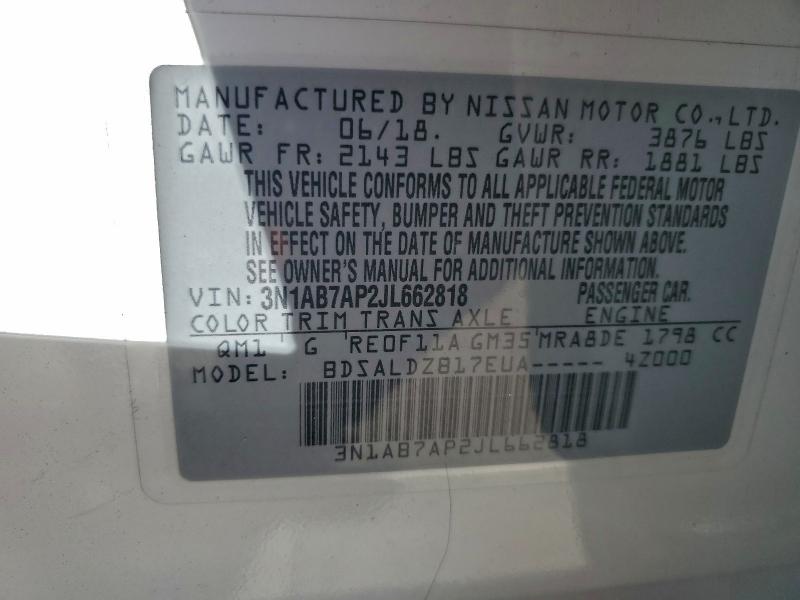 MANUFACTURED BY NISSAN MOTOR CO., LTD.
DATE: 06/18. GVWR: 3876 LBS
GAWR FR: 2143 LBS GAWR RR: 1881 LBS
THIS VEHICLE CONFORMS TO ALL APPLICABLE FEDERAL MOTOR
VEHICLE SAFETY, BUMPER AND THEFT PREVENTION STANDARDS
IN EFFECT ON THE DATE OF MANUFACTURE SHOWN ABOVE.
SEE OWNER'S MANUAL FOR ADDITIONAL INFORMATION.
VIN: 3N1AB7AP2JL662818 PASSENGER CAR.
COLOR TRIM TRANS AXLE ENGINE
QM1 G RE0F11A GM35 MRA8DE 1798 CC
MODEL: BDSALDZB17EUA----- 4Z000
3N1AB7AP2JL662818